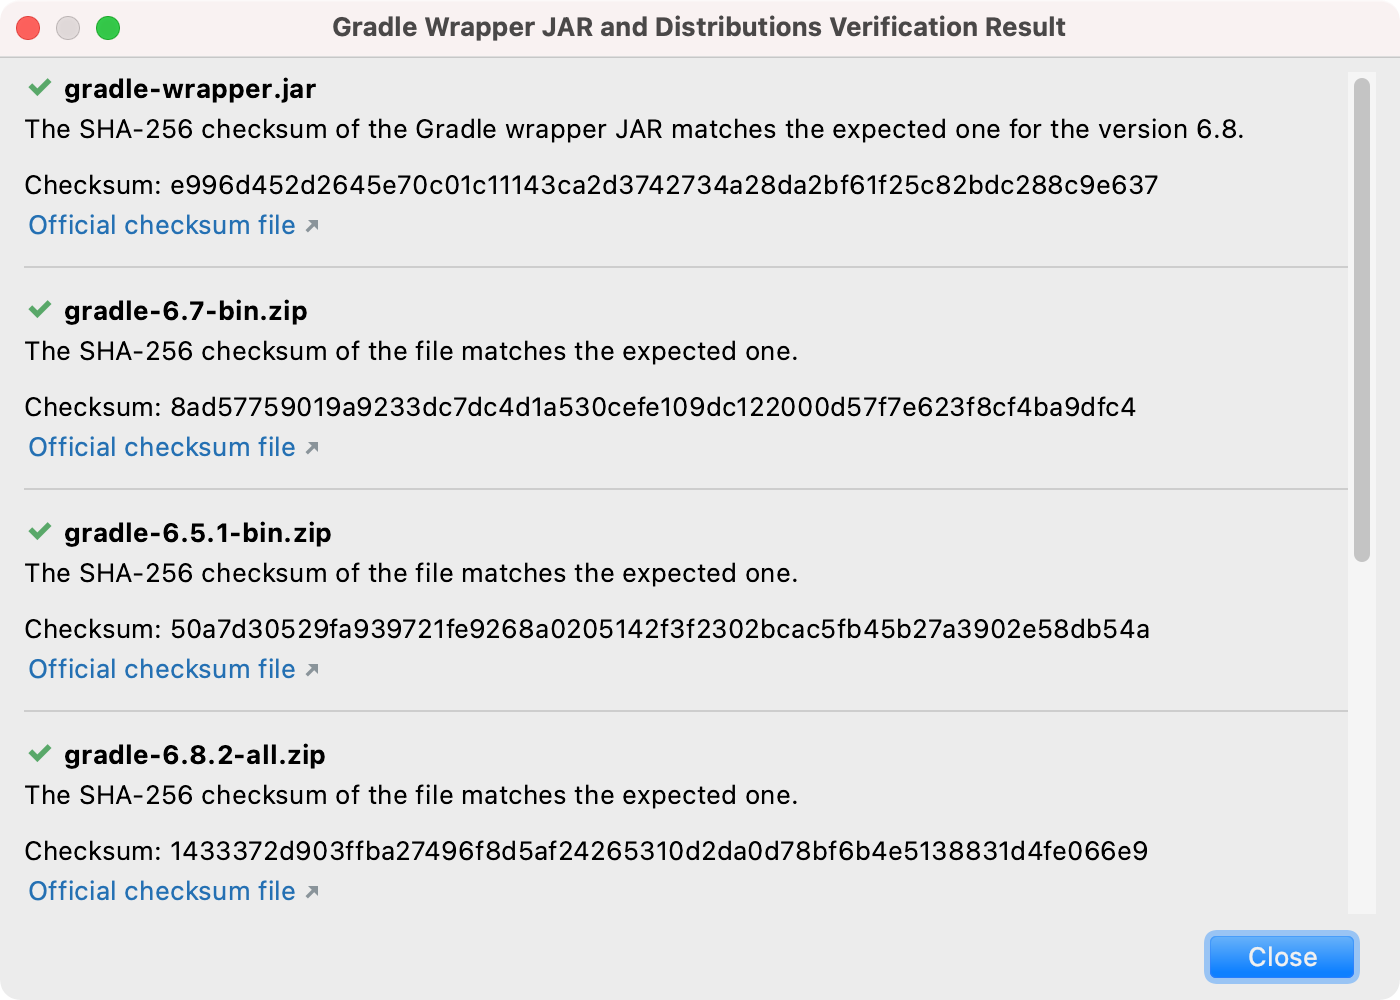 Gradle Wrapper JAR and Distributions Verification Result
gradle-wrapper.jar
The SHA-256 checksum of the Gradle wrapper JAR matches the expected one for the version 6.8.
Checksum: e996d452d2645e70c01c11143ca2d3742734a28da2bf61f25c82bdc288c9e637
Official checksum file
gradle-6.7-bin.zip
The SHA-256 checksum of the file matches the expected one.
Checksum: 8ad57759019a9233dc7dc4d1a530cefe109dc122000d57f7e623f8cf4ba9dfc4
Official checksum file
gradle-6.5.1-bin.zip
The SHA-256 checksum of the file matches the expected one.
Checksum: 50a7d30529fa939721fe9268a0205142f3f2302bcac5fb45b27a3902e58db54a
Official checksum file
gradle-6.8.2-all.zip
The SHA-256 checksum of the file matches the expected one.
Checksum: 1433372d903ffba27496f8d5af24265310d2da0d78bf6b4e5138831d4fe066e9
Official checksum file
Close